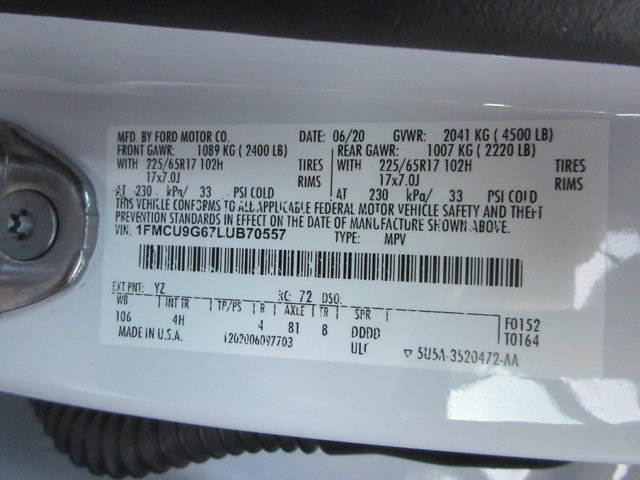 MFD. BY FORD MOTOR CO. DATE: 06/20 GVWR: 2041 KG ( 4500 LB)
FRONT GAWR: 1089 KG ( 2400 LB) REAR GAWR: 1007 KG ( 2220 LB)
WITH 225/65R17 102H TIRES WITH 225/65R17 102H TIRES
17x7.0J RIMS 17x7.0J RIMS
AT 230 kPa/ 33 PSI COLD AT 230 kPa/ 33 PSI COLD
THIS VEHICLE CONFORMS TO ALL APPLICABLE FEDERAL MOTOR VEHICLE SAFETY AND THEFT
PREVENTION STANDARDS IN EFFECT ON THE DATE OF MANUFACTURE SHOWN ABOVE.
VIN. 1FMCU9G67LUB70557 TYPE: MPV
EXT PNT: YZ RC: 72 DSO:
WB INT TR TP/PS R AXLE TR SPR F0152
106 4H 4 81 8 DDDD T0164
MADE IN U.S.A. 1202006097703 ULC ▽ 5U5A-3520472-AA